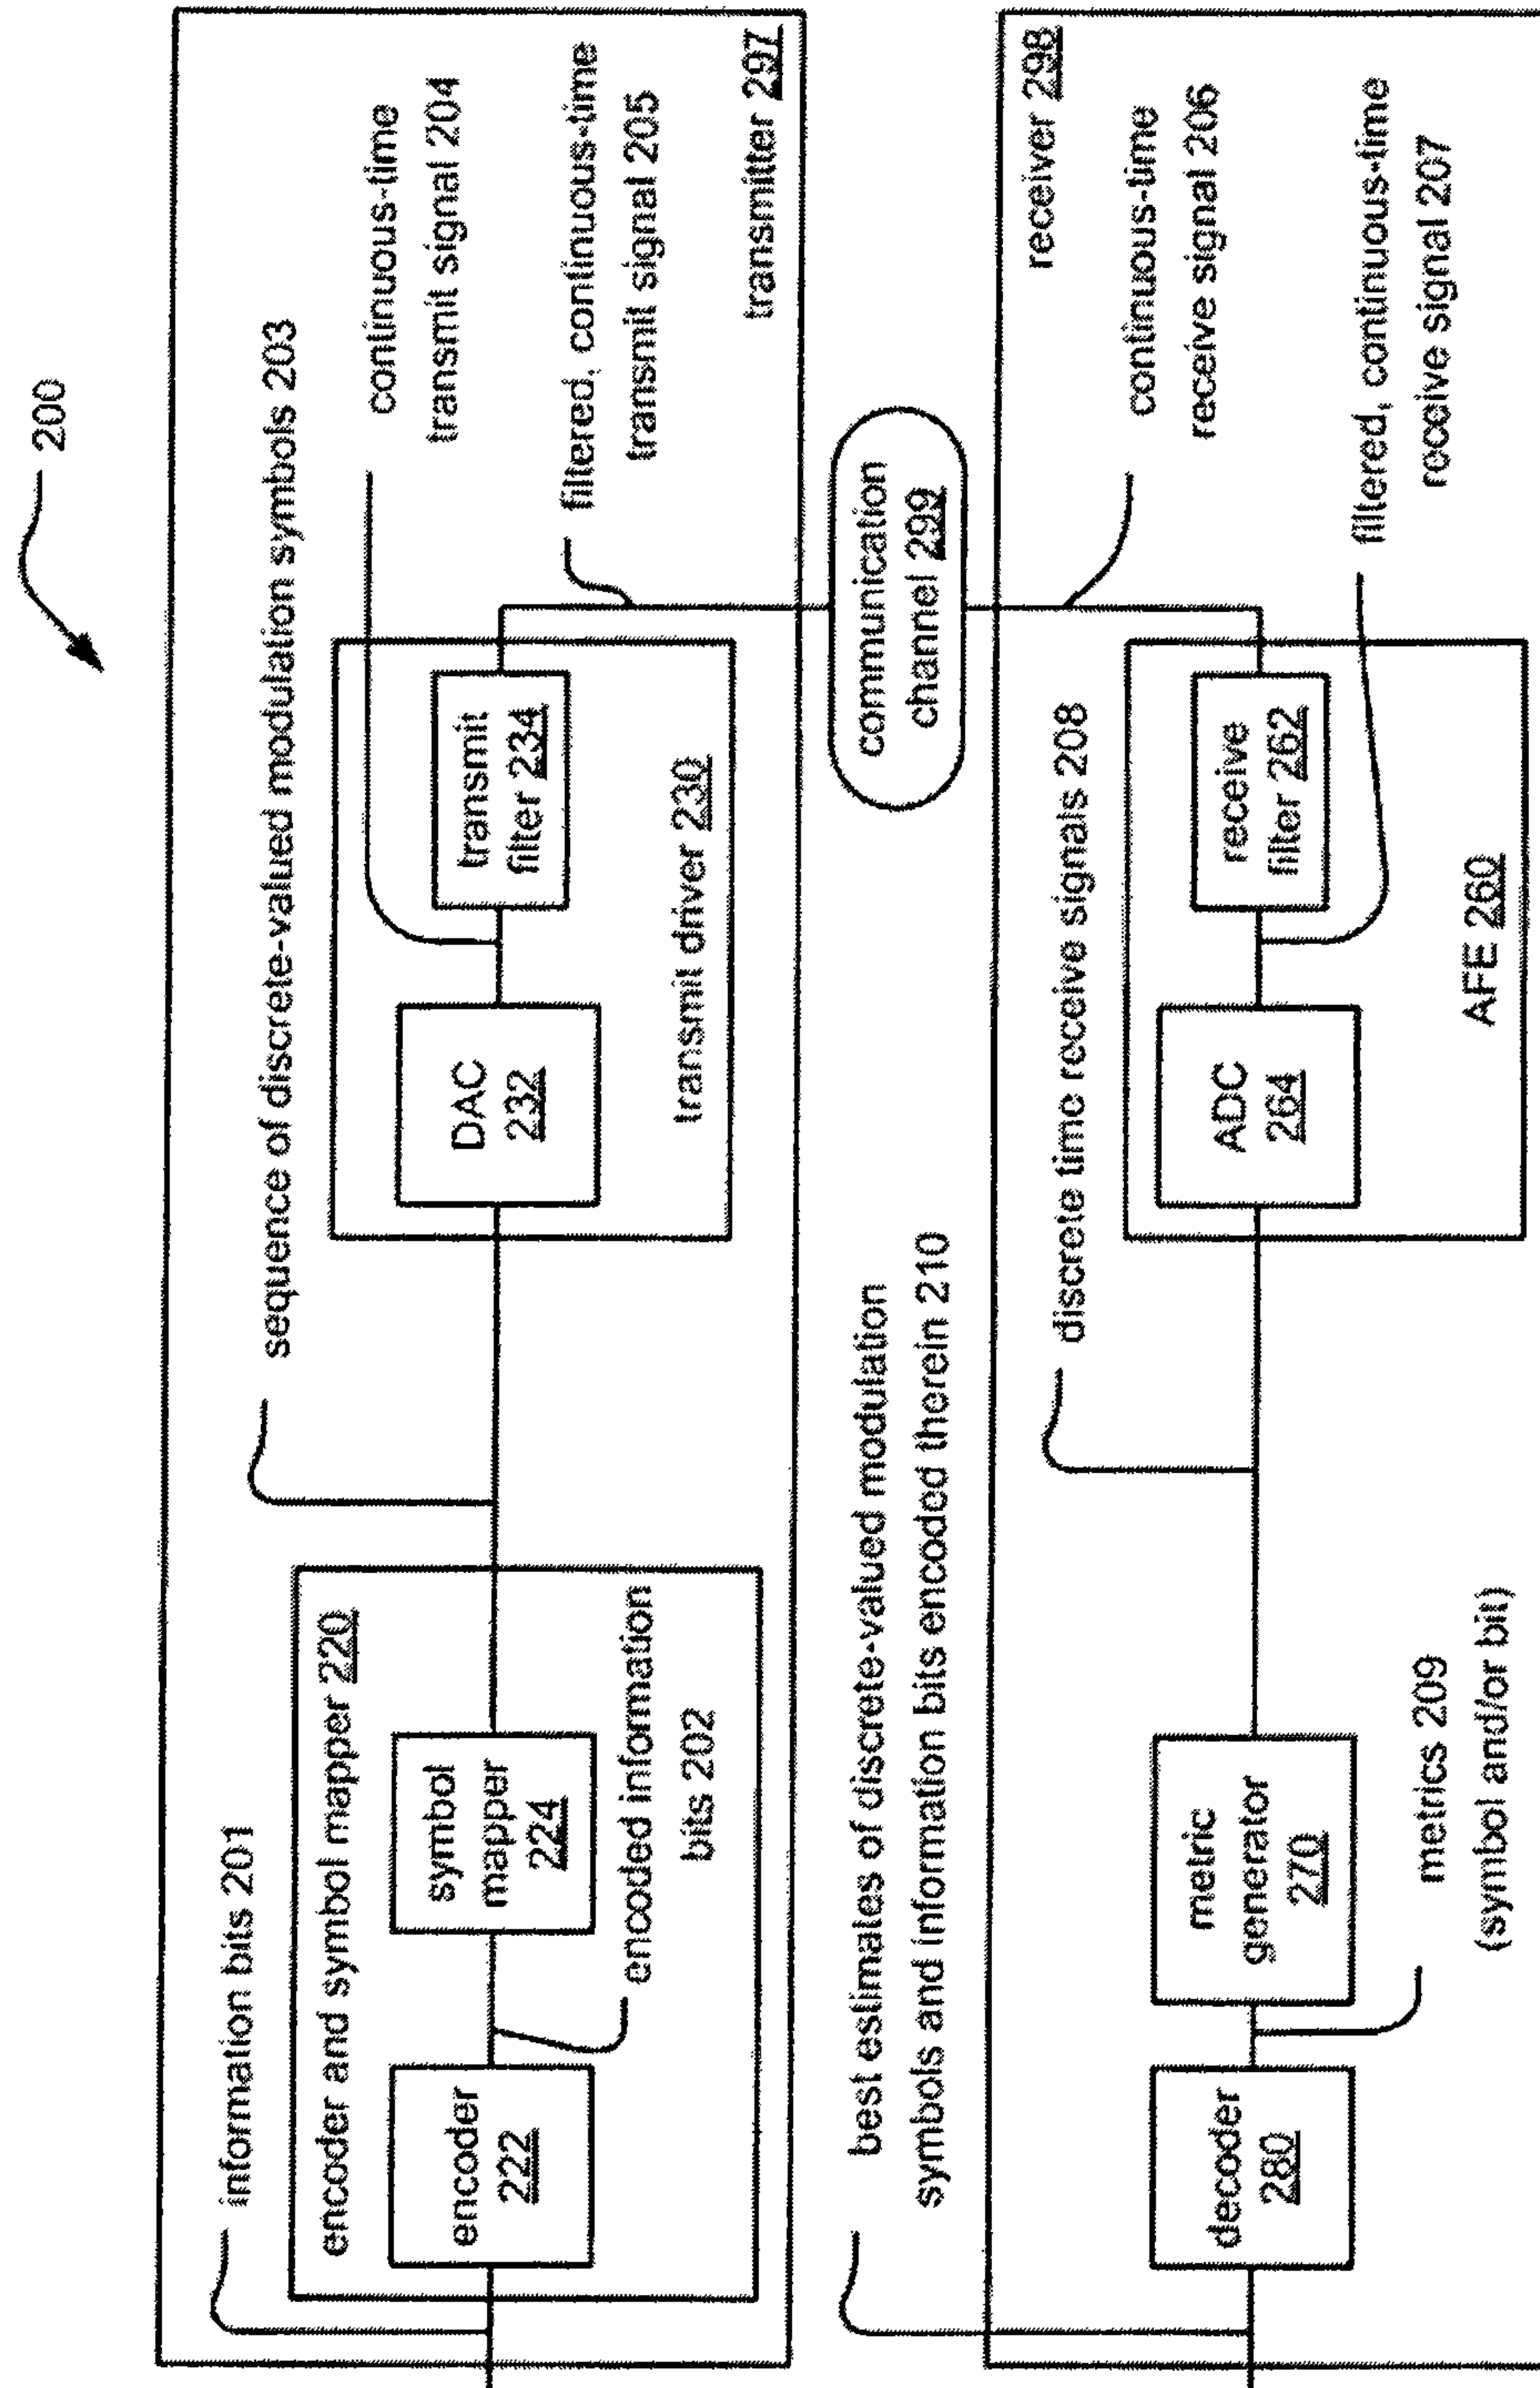 200
information bits 201
sequence of discrete-valued modulation symbols 203
continuous-time
transmit signal 204
encoder and symbol mapper 220
encoder
222
symbol
mapper
224
encoded information
bits 202
DAC
232
transmit
filter 234
transmit driver 230
filtered, continuous-time
transmit signal 205
transmitter 297
communication
channel 299
best estimates of discrete-valued modulation
symbols and information bits encoded therein 210
receiver 298
discrete time receive signals 208
continuous-time
receive signal 206
decoder
280
metric
generator
270
metrics 209
(symbol and/or bit)
ADC
264
receive
filter 262
AFE 260
filtered, continuous-time
receive signal 207